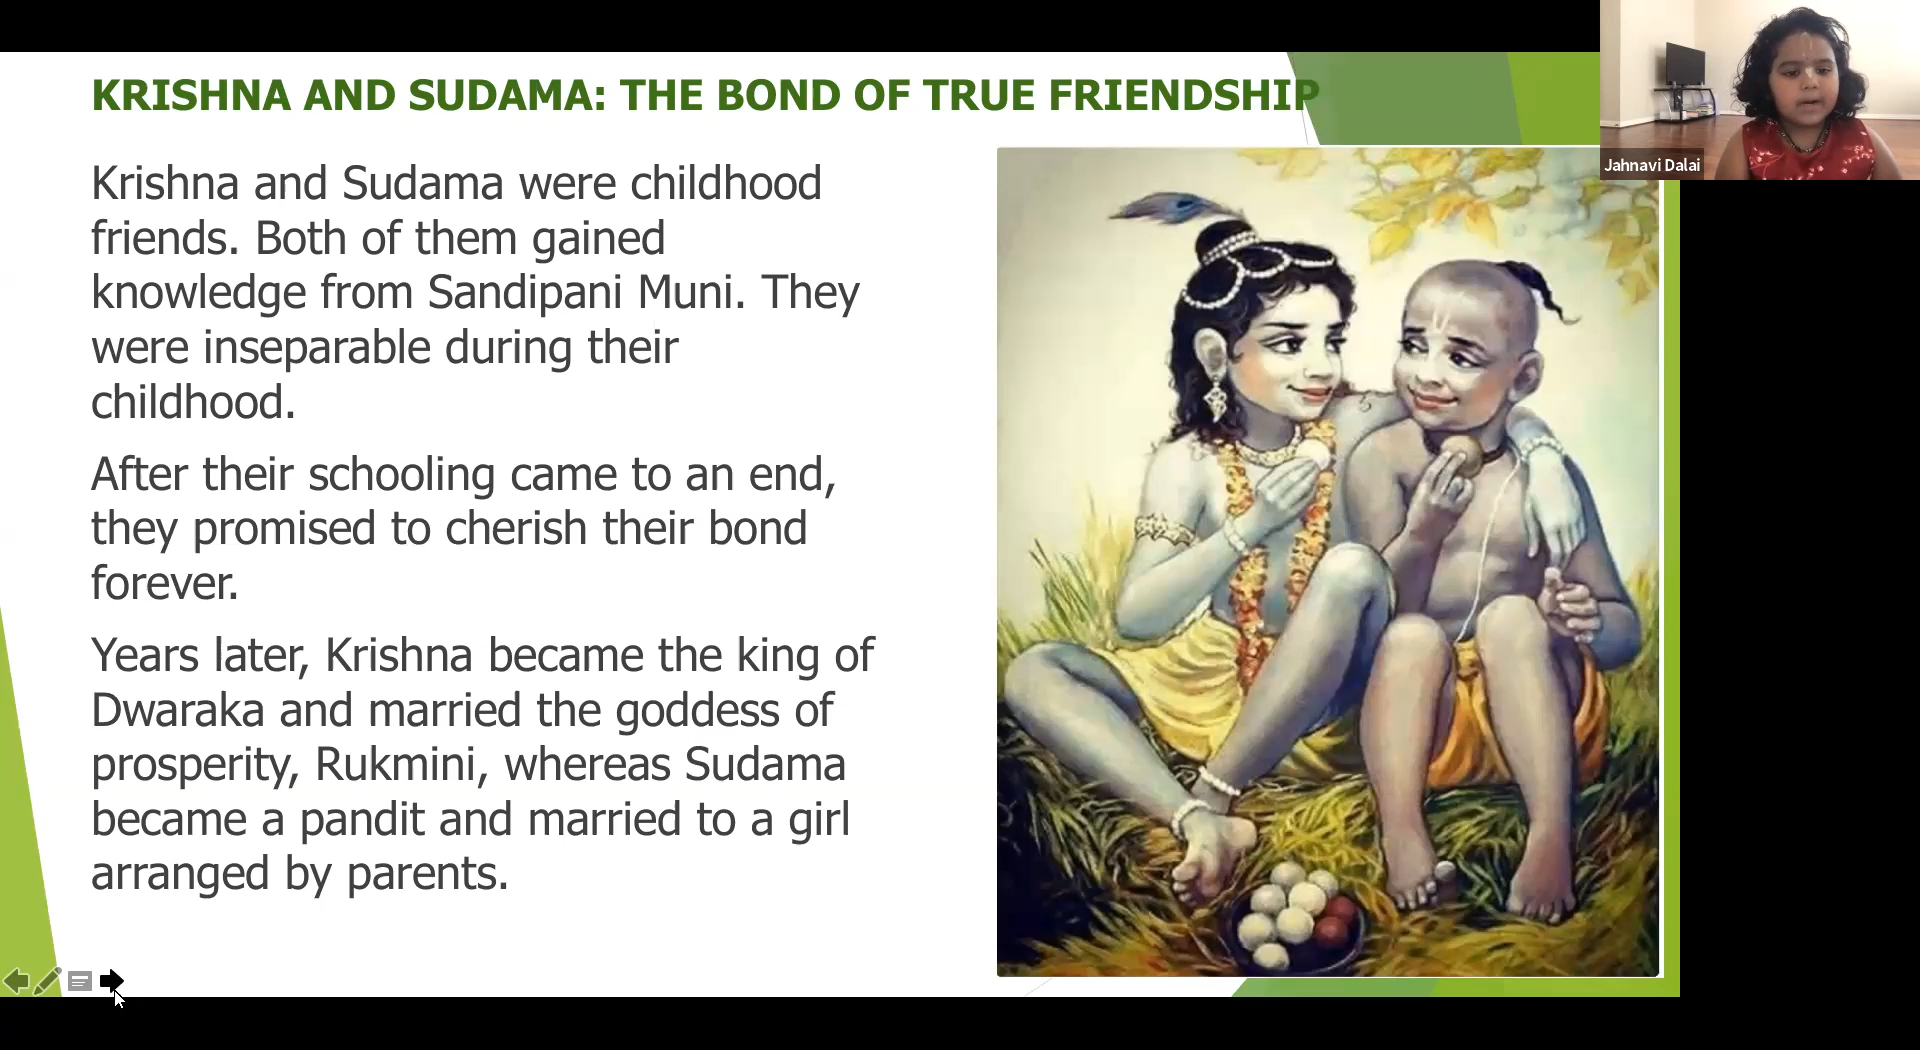 KRISHNA AND SUDAMA: THE BOND OF TRUE FRIENDSHIP
Krishna and Sudama were childhood
friends. Both of them gained
knowledge from Sandipani Muni. They
were inseparable during their
childhood.
After their schooling came to an end,
they promised to cherish their bond
forever.
Years later, Krishna became the king of
Dwaraka and married the goddess of
prosperity, Rukmini, whereas Sudama
became a pandit and married to a girl
arranged by parents.
Jahnavi Dalai